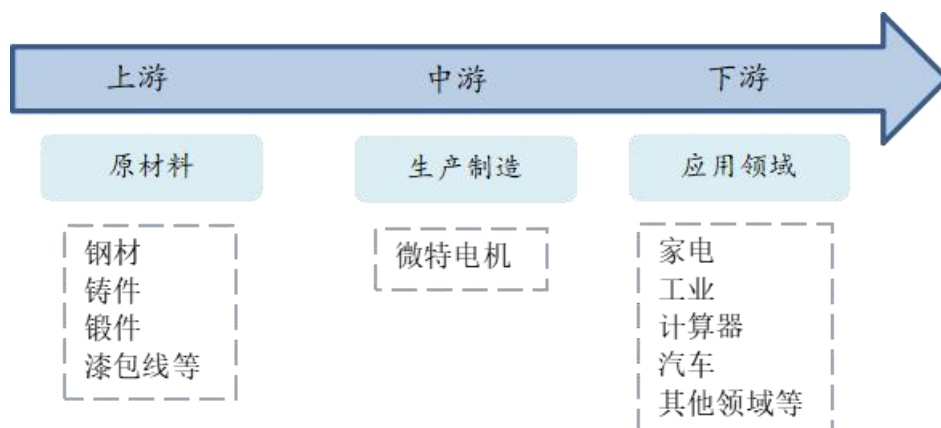 上游 中游 下游
原材料 生产制造 应用领域
钢材
铸件
锻件
漆包线等
微特电机
家电
工业
计算器
汽车
其他领域等